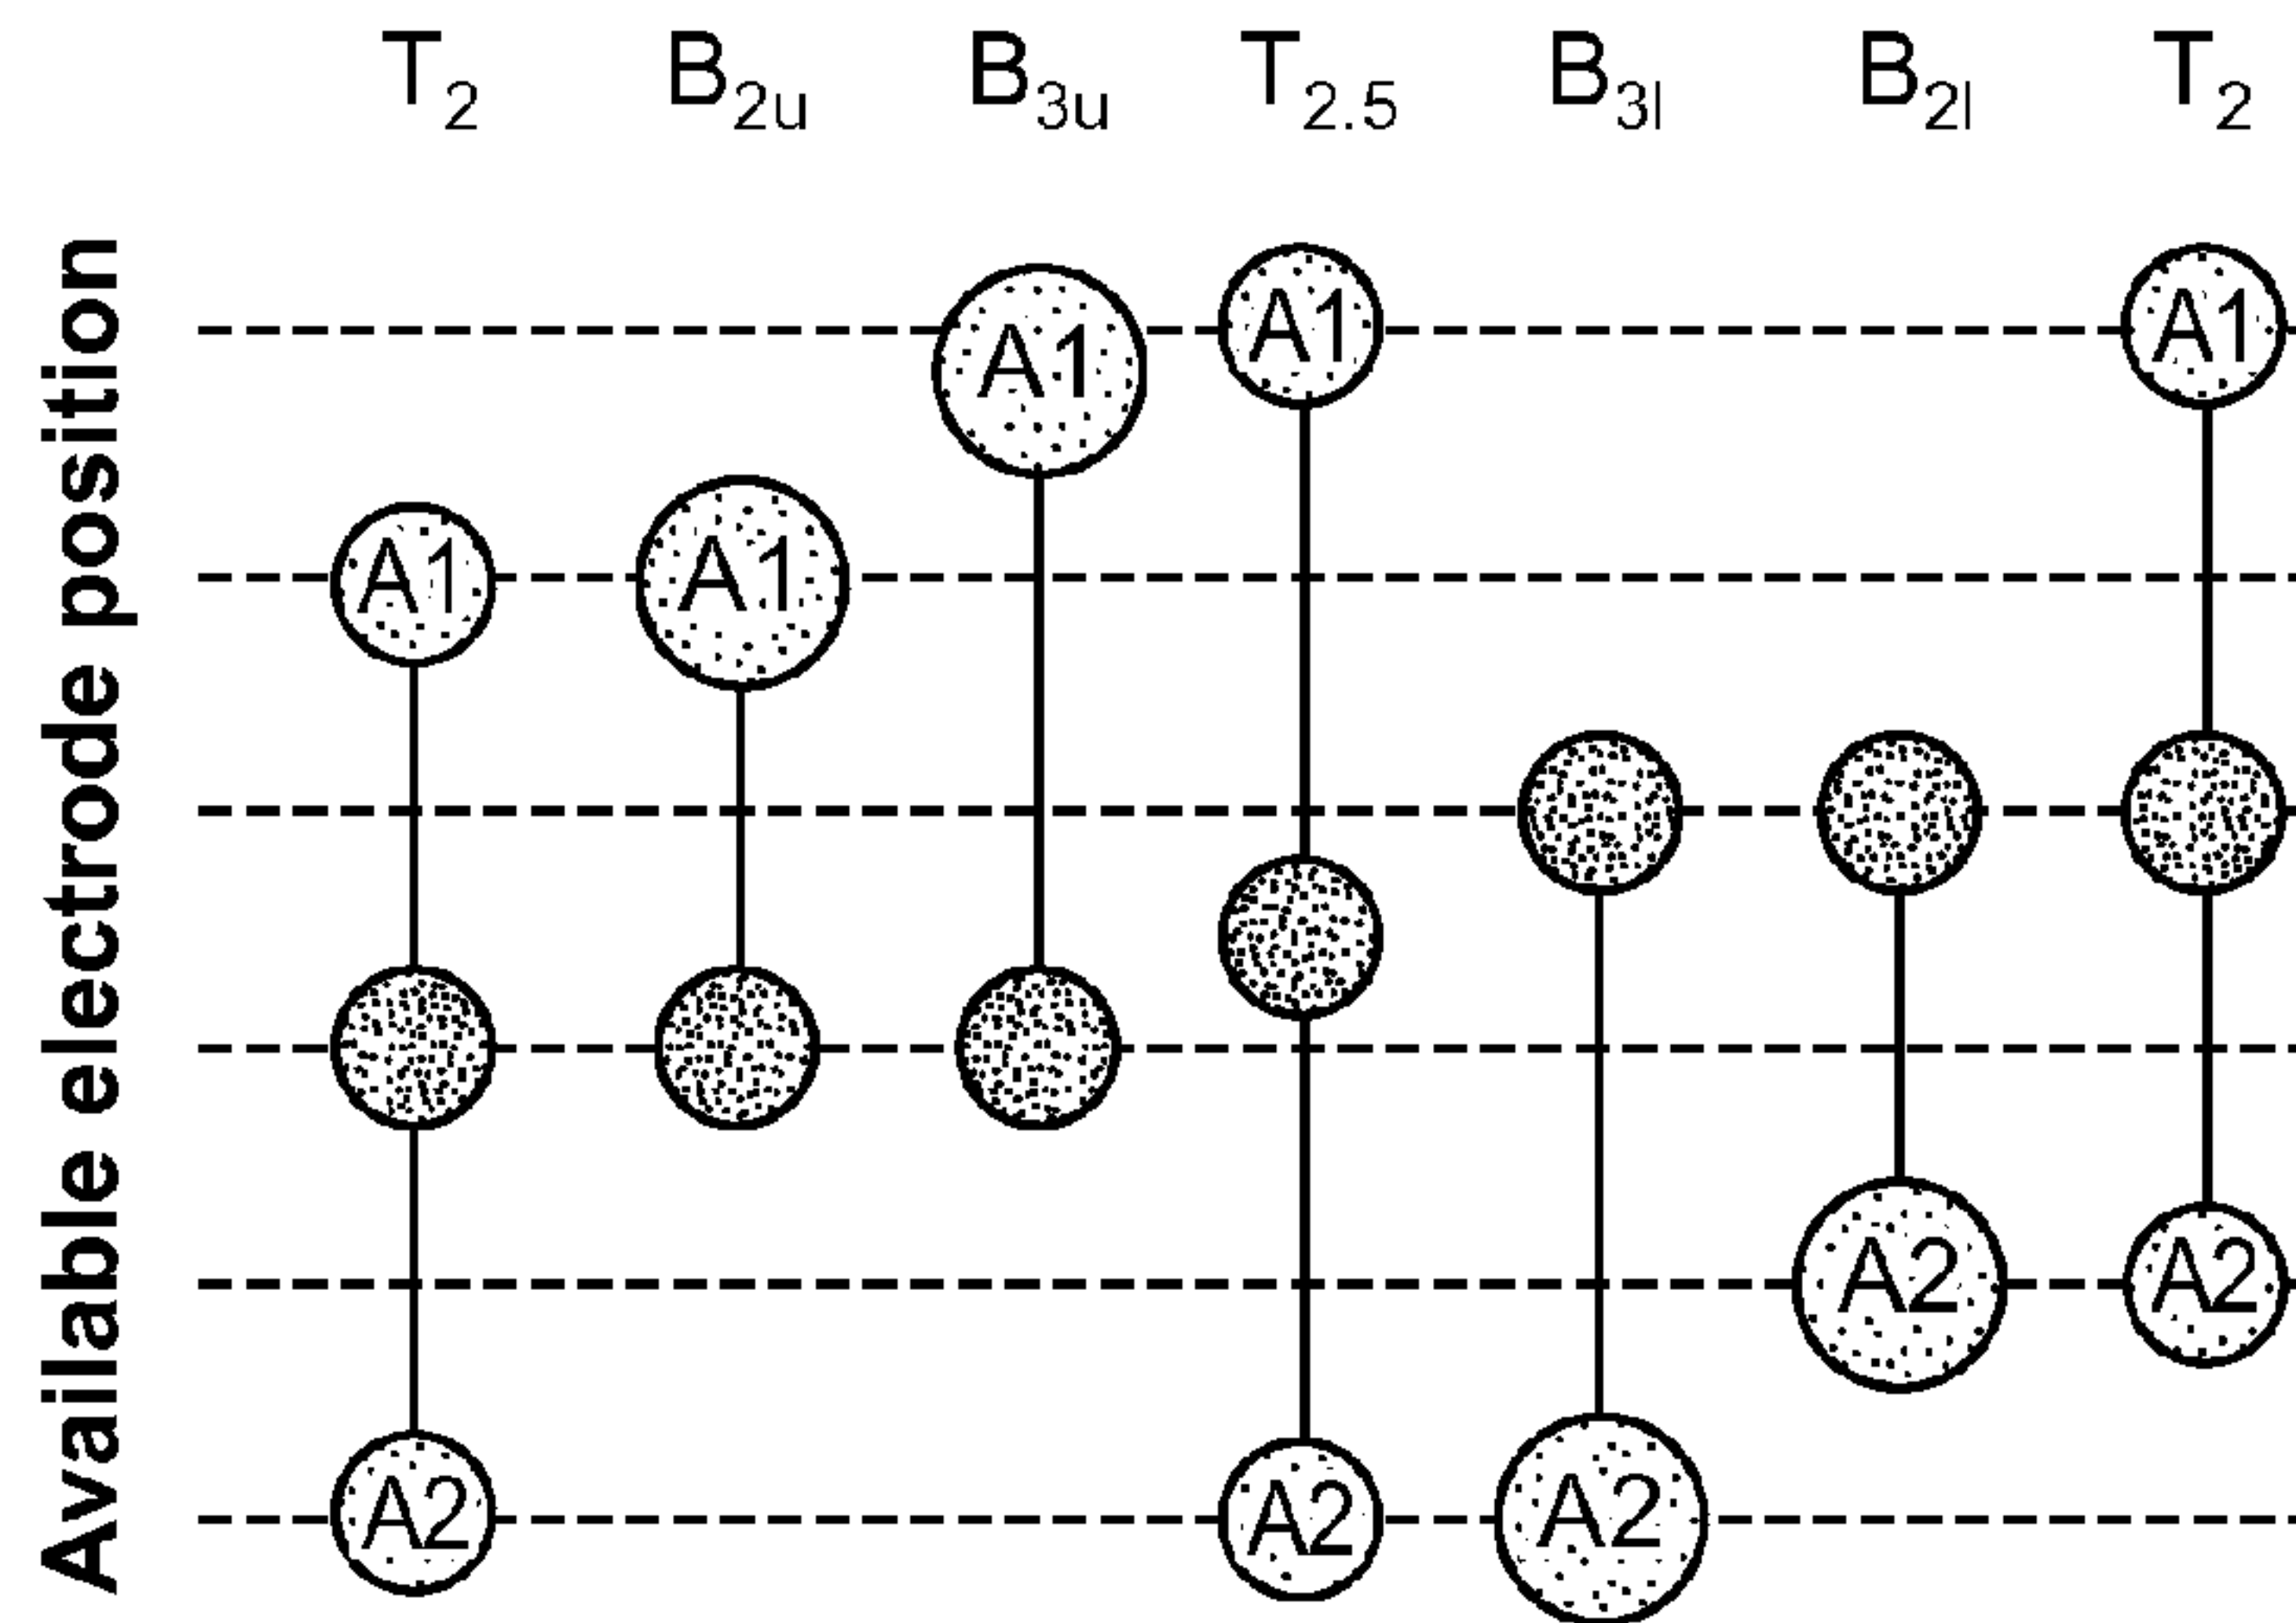 T2 B2u B3u T2.5 B3l B2l T2
Available electrode position
A1 A1 A1 A1 A1
A2 A2 A2 A2 A2